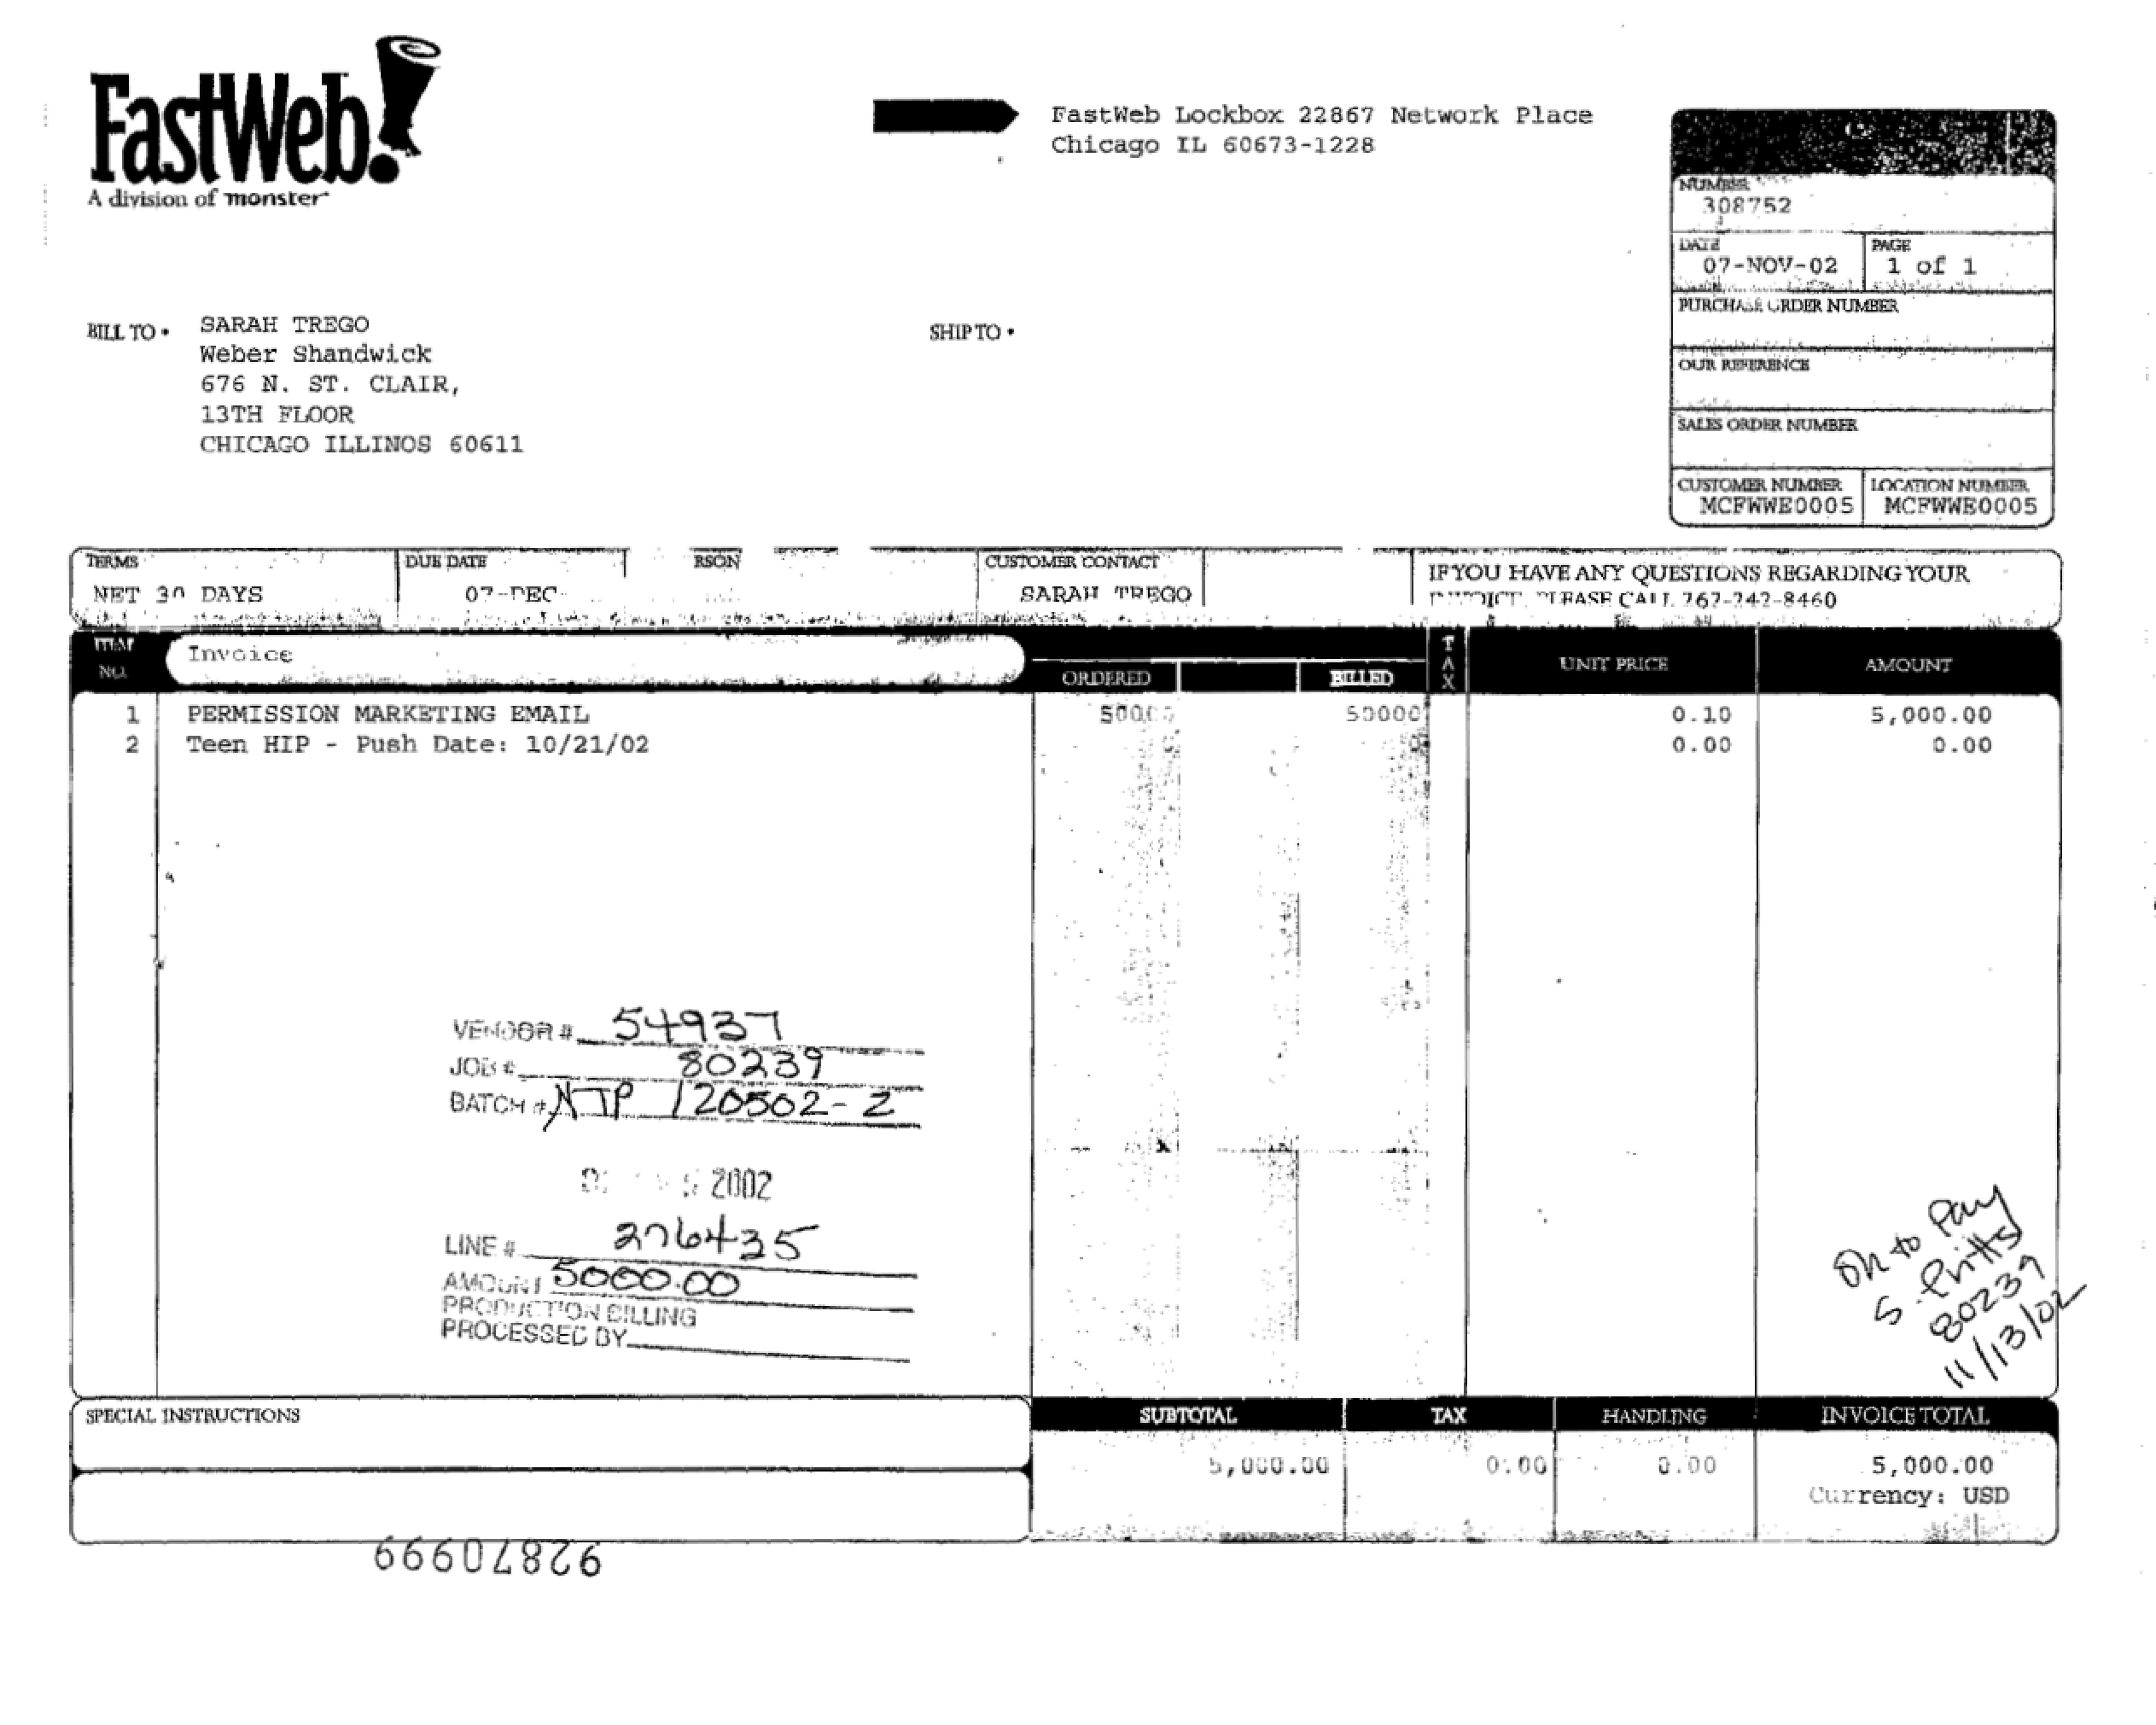 FastWeb!
A division of monster
FastWeb Lockbox 22867 Network Place
Chicago IL 60673-1228
NUMBER
308752
DATE
07-NOV-02
PAGE
1 of 1
PURCHASE ORDER NUMBER
OUR REFERENCE
SALES ORDER NUMBER
CUSTOMER NUMBER
MCFWWE0005
LOCATION NUMBER
MCFWWE0005
BILL TO •
SARAH TREGO
Weber Shandwick
676 N. ST. CLAIR,
13TH FLOOR
CHICAGO ILLINOS 60611
SHIP TO •
TERMS
NET 30 DAYS
DUE DATE
07-DEC-
RSON
CUSTOMER CONTACT
SARAH TREGO
IF YOU HAVE ANY QUESTIONS REGARDING YOUR
INVOICE, PLEASE CALL 767-242-8460
ITEM NO. Invoice ORDERED BILLED TAX UNIT PRICE AMOUNT
1 PERMISSION MARKETING EMAIL 50000 50000 0.10 5,000.00
2 Teen HIP - Push Date: 10/21/02 0 0 0.00 0.00
VENDOR # 54937
JOB # 80239
BATCH # NTP 120502-2
2002
LINE # 276435
AMOUNT 5000.00
PRODUCTION BILLING
PROCESSED BY
Ok to Pay
S. Pritts
80239
11/13/02
SPECIAL INSTRUCTIONS
SUBTOTAL TAX HANDLING INVOICE TOTAL
5,000.00 0.00 0.00 5,000.00
Currency: USD
92870999